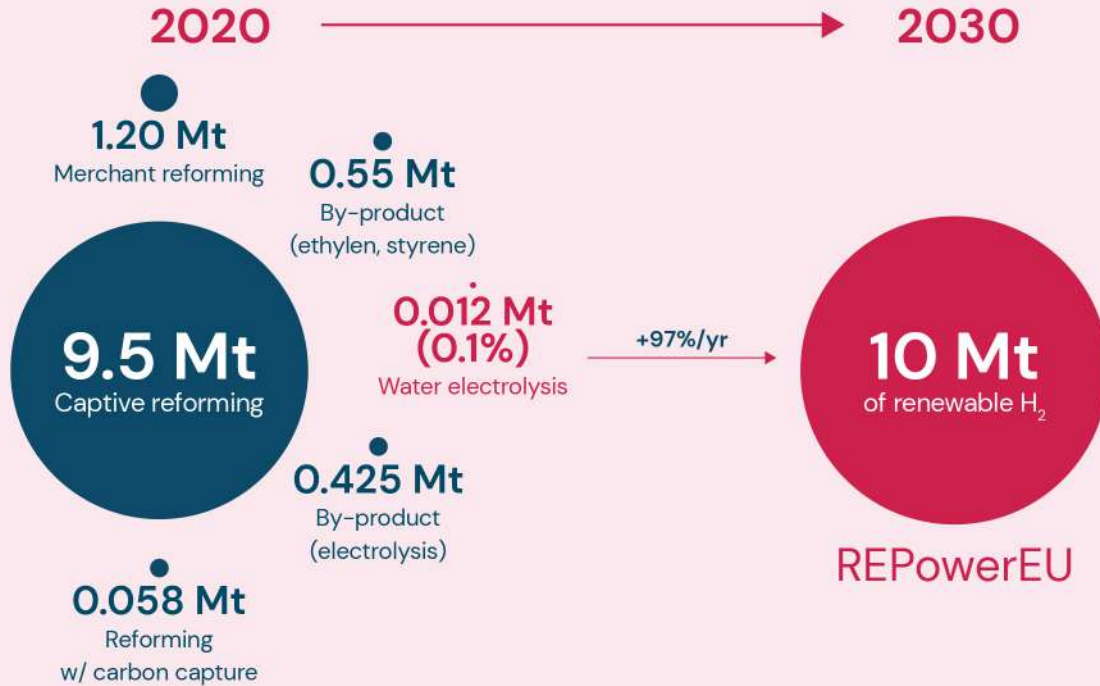 2020
2030
1.20 Mt
Merchant reforming
0.55 Mt
By-product
(ethylen, styrene)
9.5 Mt
Captive reforming
0.012 Mt
(0.1%)
Water electrolysis
+97%/yr
10 Mt
of renewable H₂
0.425 Mt
By-product
(electrolysis)
REPowerEU
0.058 Mt
Reforming
w/ carbon capture